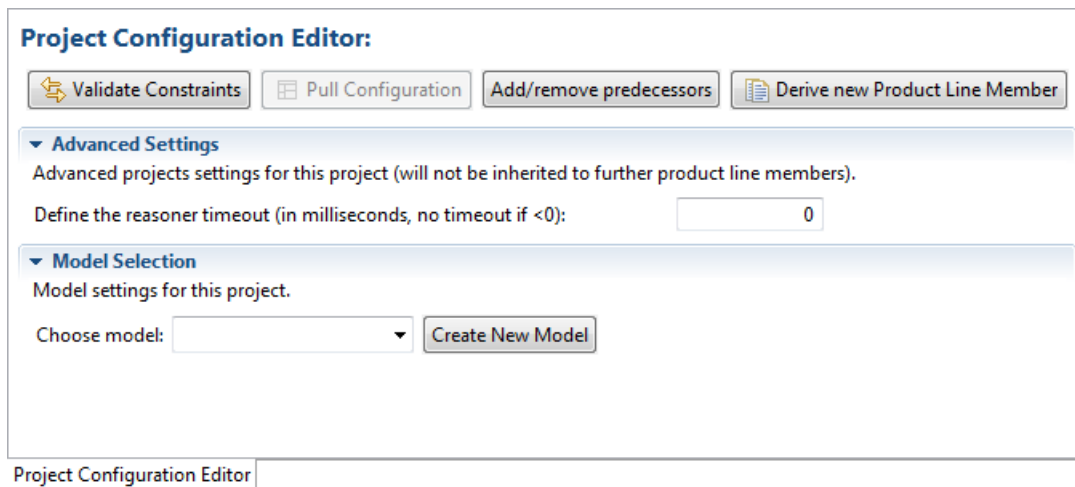 Project Configuration Editor:
Validate Constraints Pull Configuration Add/remove predecessors Derive new Product Line Member
Advanced Settings
Advanced projects settings for this project (will not be inherited to further product line members).
Define the reasoner timeout (in milliseconds, no timeout if <0): 0
Model Selection
Model settings for this project.
Choose model: Create New Model
Project Configuration Editor